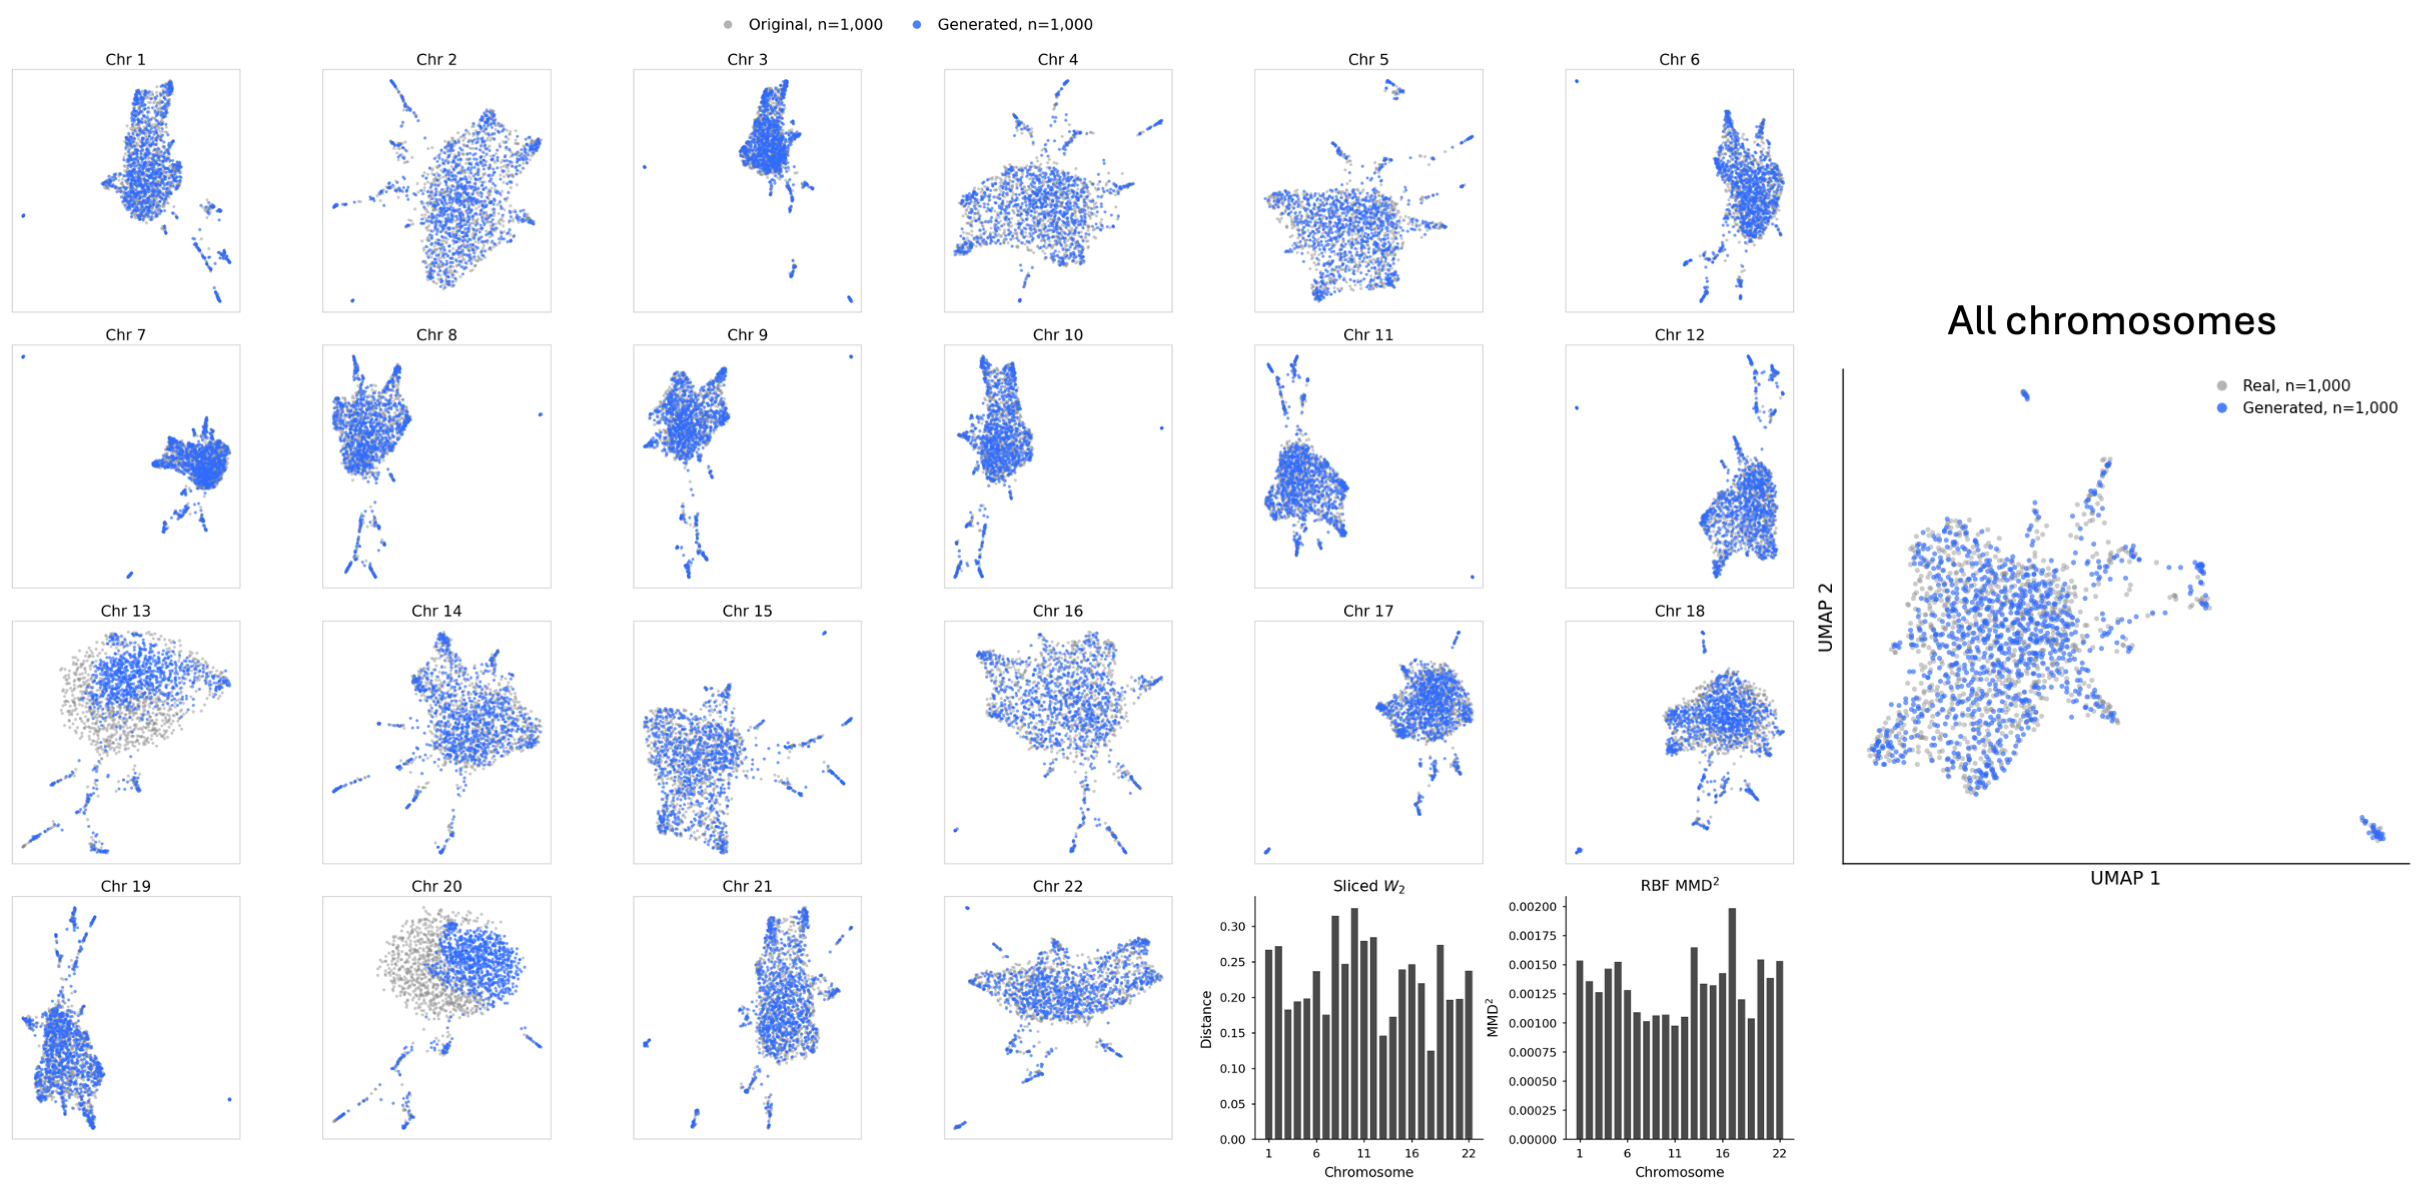 Original, n=1,000 Generated, n=1,000
Chr 1 Chr 2 Chr 3 Chr 4 Chr 5 Chr 6
Chr 7 Chr 8 Chr 9 Chr 10 Chr 11 Chr 12
Chr 13 Chr 14 Chr 15 Chr 16 Chr 17 Chr 18
Chr 19 Chr 20 Chr 21 Chr 22
Sliced W₂
Distance
0.30
0.25
0.20
0.15
0.10
0.05
0.00
1 6 11 16 22
Chromosome
RBF MMD²
MMD²
0.00200
0.00175
0.00150
0.00125
0.00100
0.00075
0.00050
0.00025
0.00000
1 6 11 16 22
Chromosome
All chromosomes
Real, n=1,000
Generated, n=1,000
UMAP 2
UMAP 1